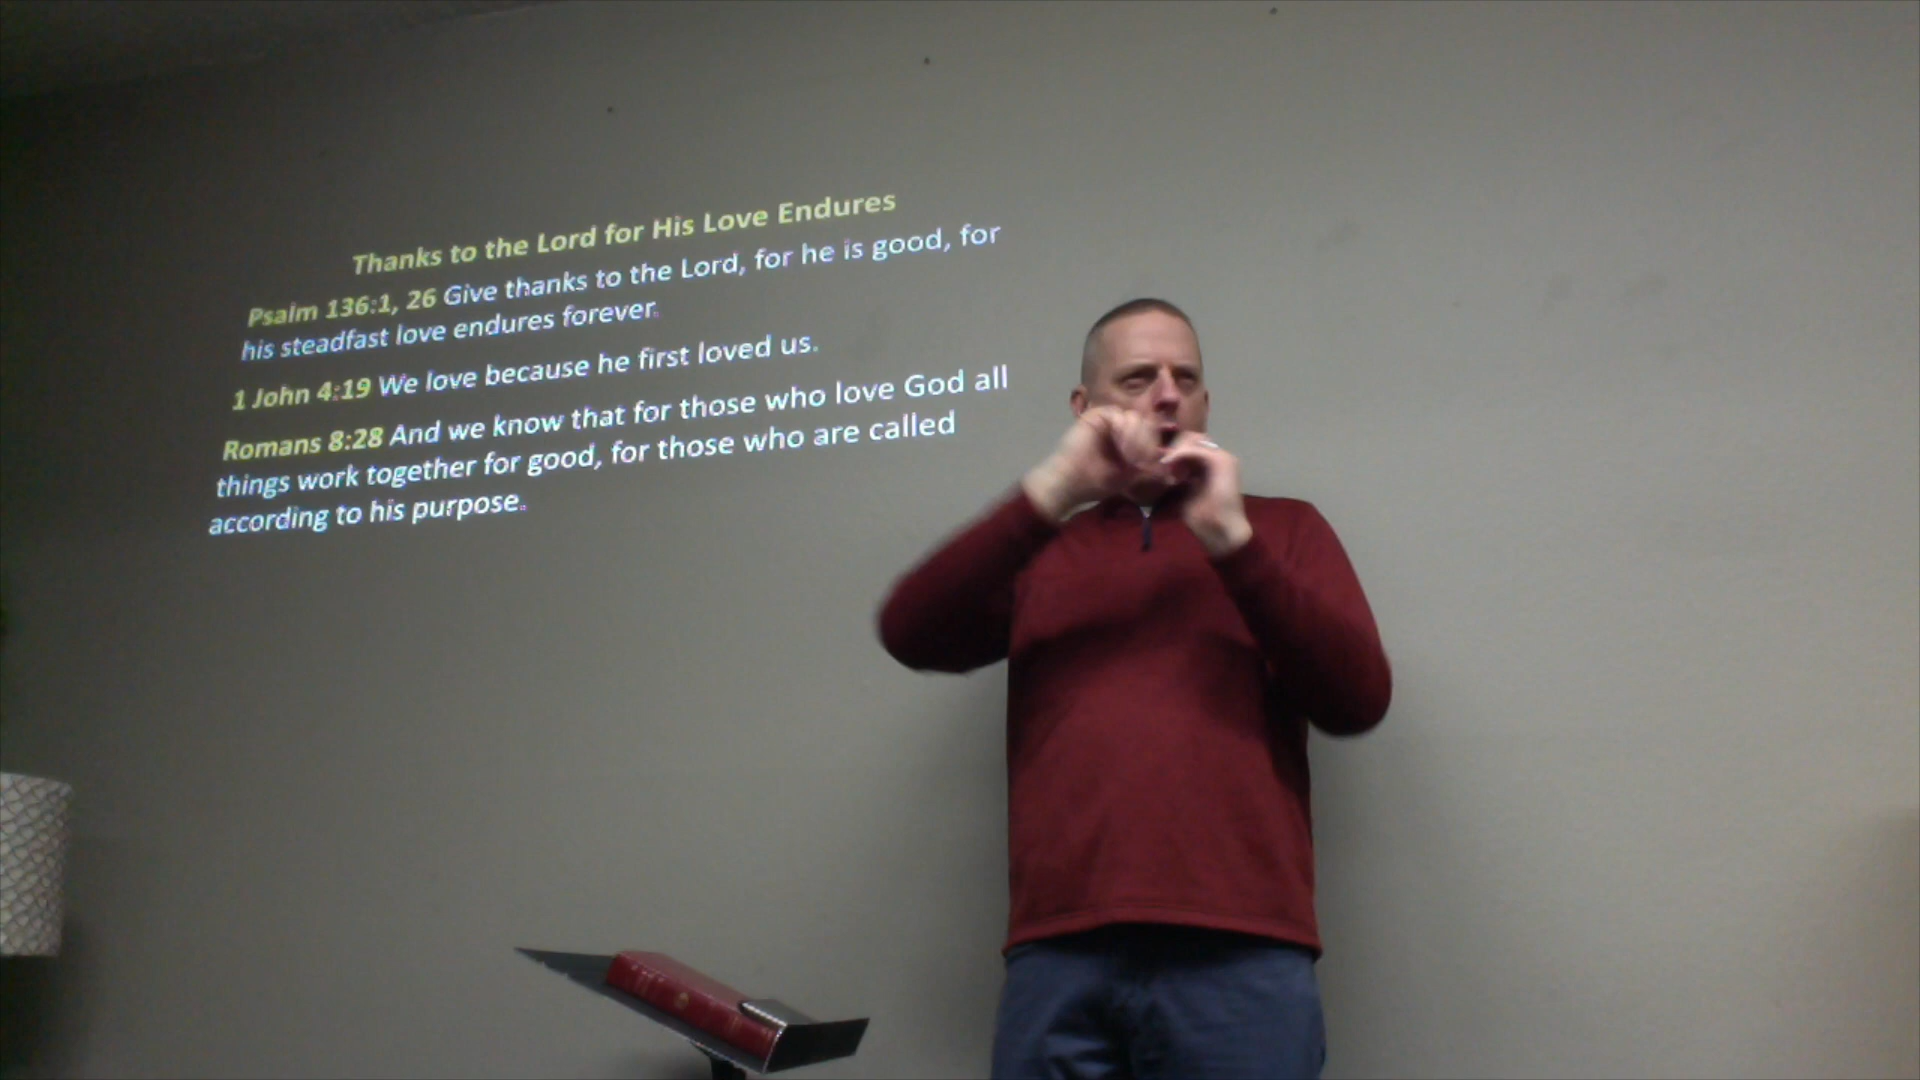 Thanks to the Lord for His Love Endures
Psalm 136:1, 26 Give thanks to the Lord, for he is good, for
his steadfast love endures forever.
1 John 4:19 We love because he first loved us.
Romans 8:28 And we know that for those who love God all
things work together for good, for those who are called
according to his purpose.